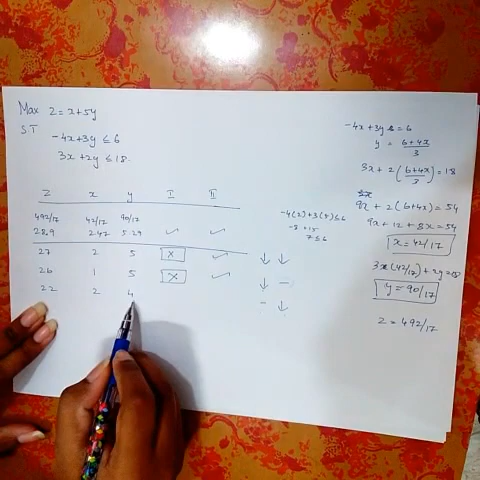 Max Z = x+5y
S.T
-4x+3y ≤ 6
3x+2y ≤ 18.
Z x y I II
492/17 42/17 90/17
28.9 2.47 5.29 ✓ ✓
27 2 5 x ✓ ↓ ↓
26 1 5 x ✓ ↓ -
22 2 4 - ↓
-4(2)+3(5) ≤ 6
-8+15
7 ≤ 6
-4x+3y = 6
y = 6+4x/3
3x+2(6+4x/3)=18
9x + 2(6+4x) = 54
9x+12+8x = 54
x = 42/17
3(42/17)+2y=18
y = 90/17
Z = 492/17